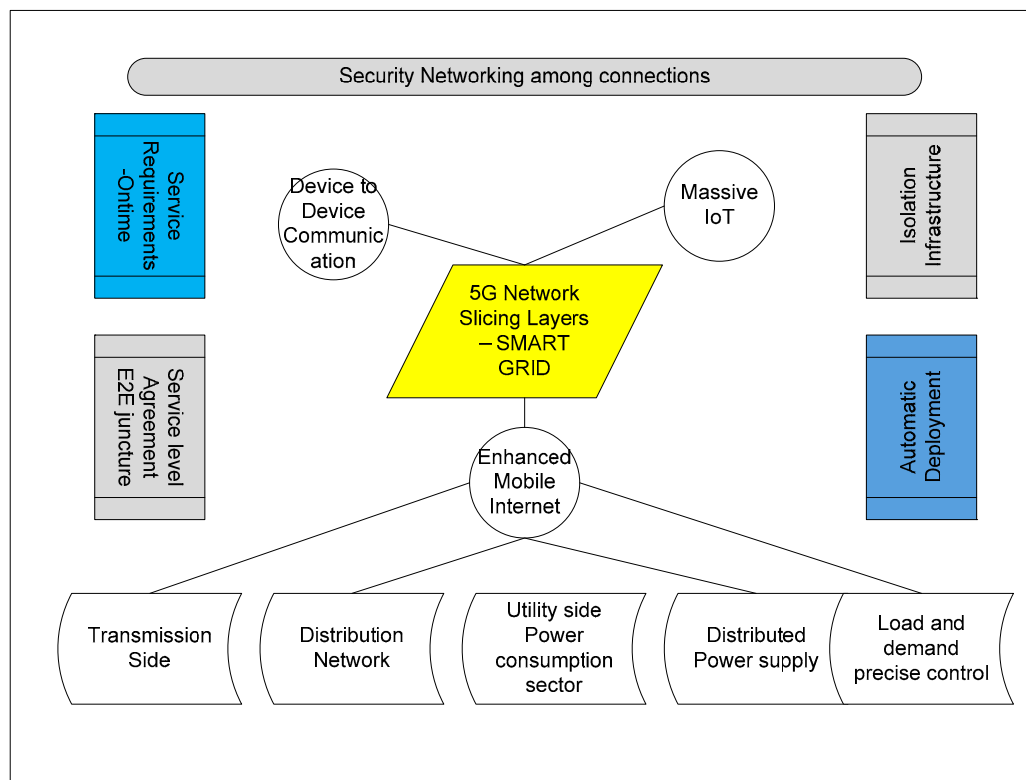 Security Networking among connections
Service
Requirements
-Ontime
Device to
Device
Communic
ation
Massive
IoT
Isolation
Infrastructure
5G Network
Slicing Layers
– SMART
GRID
Service level
Agreement
E2E juncture
Automatic
Deployment
Enhanced
Mobile
Internet
Transmission
Side
Distribution
Network
Utility side
Power
consumption
sector
Distributed
Power supply
Load and
demand
precise control